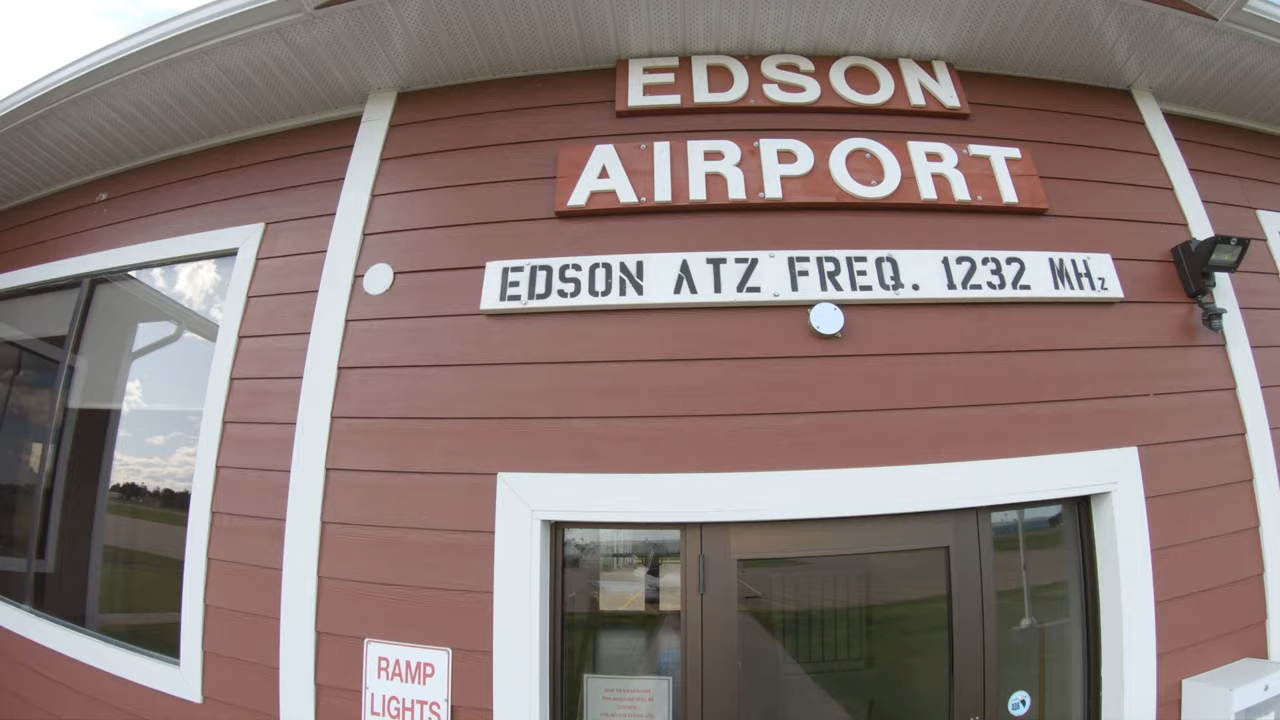 EDSON
AIRPORT
EDSON ATZ FREQ. 1232 MHz
RAMP
LIGHTS